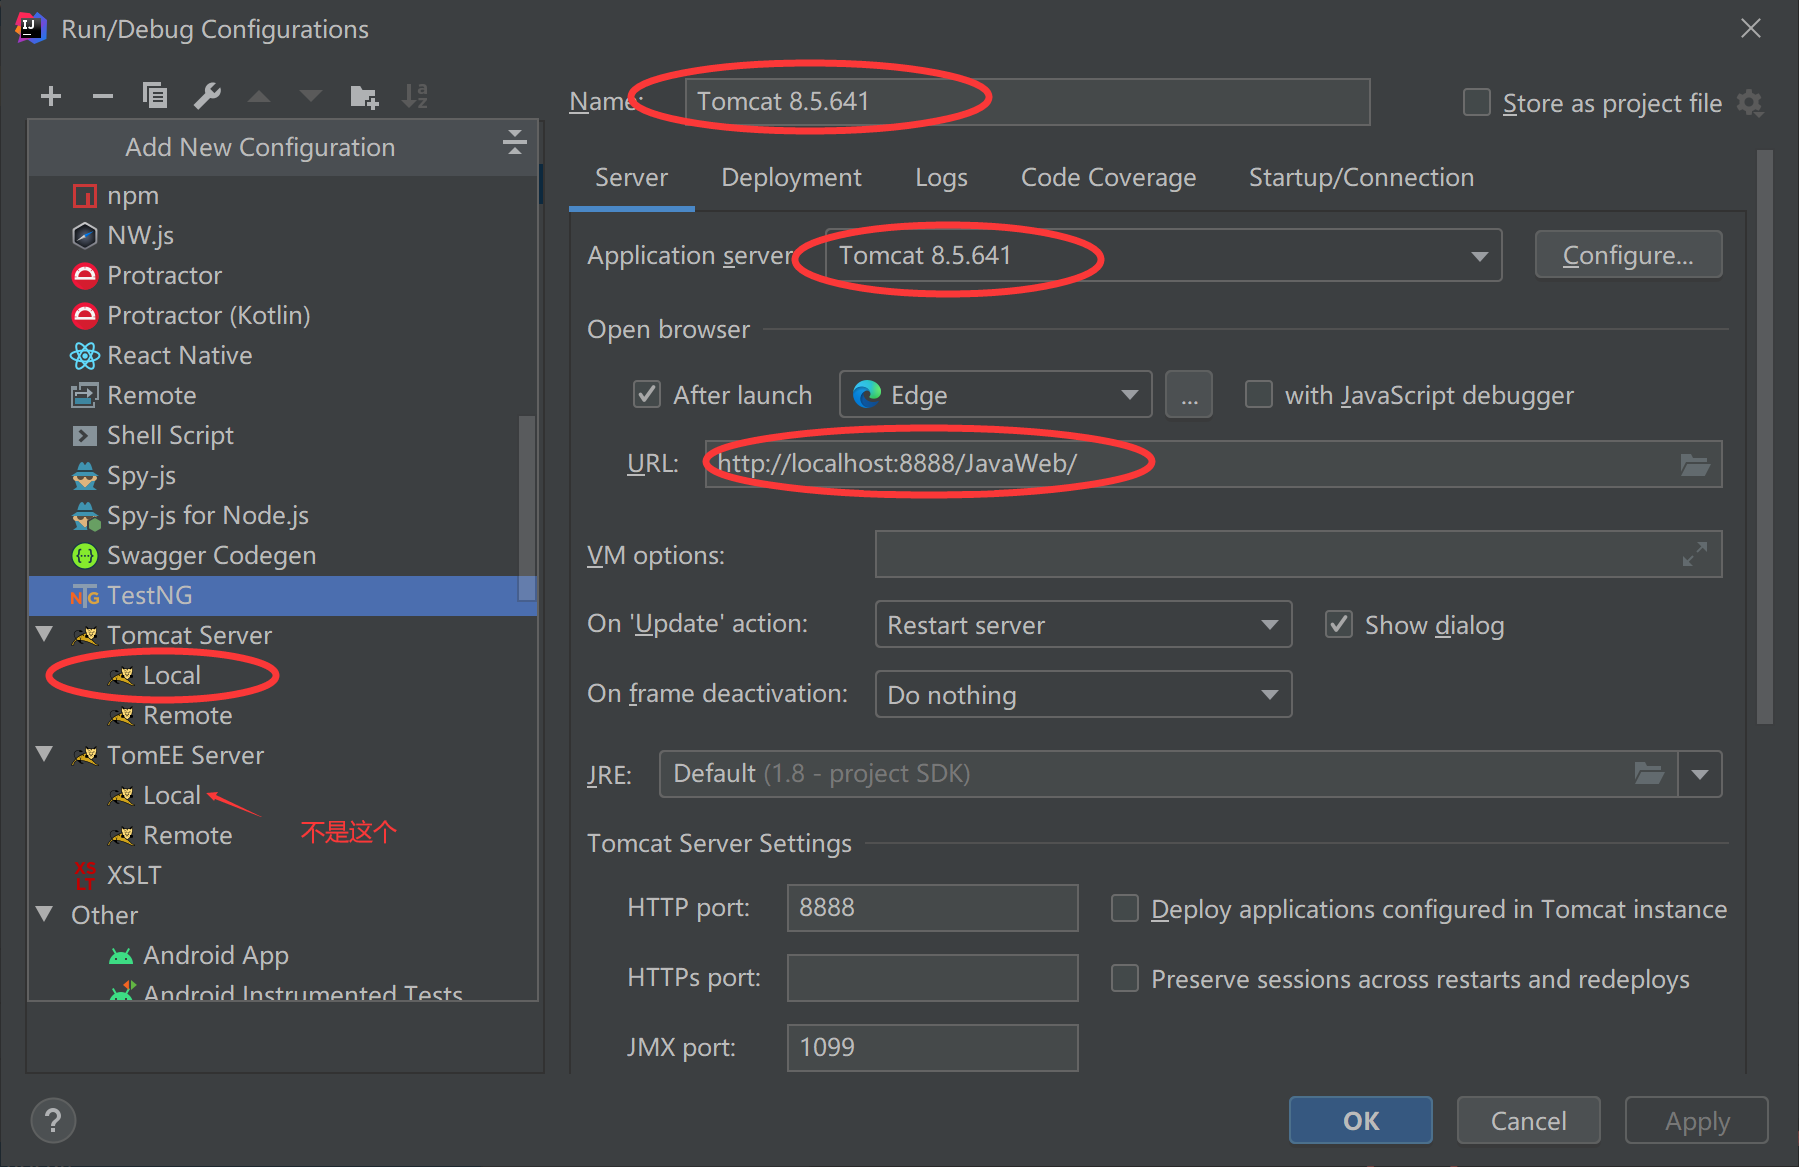 Run/Debug Configurations
Name:
Tomcat 8.5.641
Store as project file
Add New Configuration
npm
NW.js
Protractor
Protractor (Kotlin)
React Native
Remote
Shell Script
Spy-js
Spy-js for Node.js
Swagger Codegen
TestNG
Tomcat Server
Local
Remote
TomEE Server
Local
不是这个
Remote
XSLT
Other
Android App
Android Instrumented Tests
Server Deployment Logs Code Coverage Startup/Connection
Application server
Tomcat 8.5.641
Configure...
Open browser
After launch
Edge
...
with JavaScript debugger
URL:
http://localhost:8888/JavaWeb/
VM options:
On 'Update' action:
Restart server
Show dialog
On frame deactivation:
Do nothing
JRE:
Default (1.8 - project SDK)
Tomcat Server Settings
HTTP port:
8888
Deploy applications configured in Tomcat instance
HTTPs port:
Preserve sessions across restarts and redeploys
JMX port:
1099
?
OK
Cancel
Apply